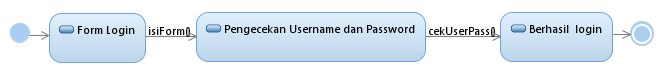 Form Login
isiForm()
Pengecekan Username dan Password
cekUserPass()
Berhasil login